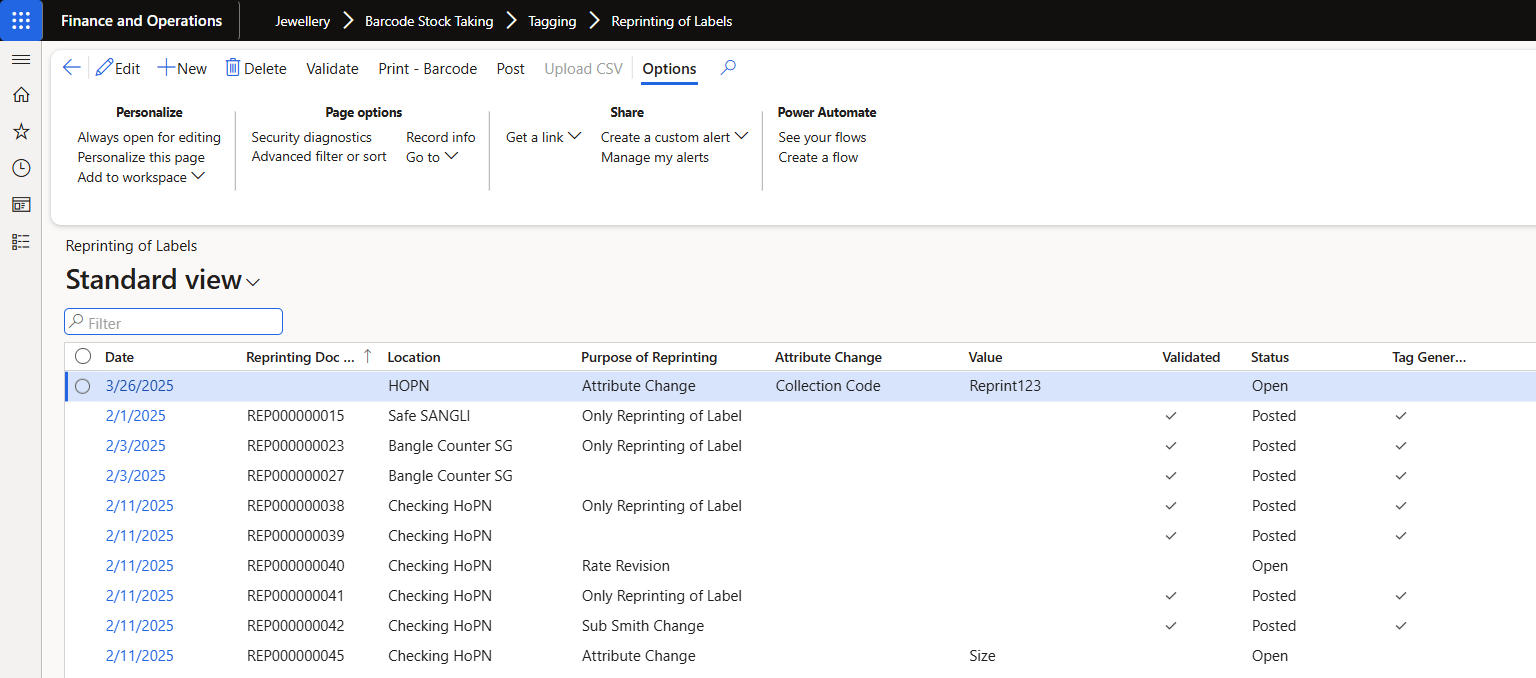 Finance and Operations Jewellery Barcode Stock Taking Tagging Reprinting of Labels
Edit New Delete Validate Print - Barcode Post Upload CSV Options
Personalize Page options Share Power Automate
Always open for editing Security diagnostics Record info Get a link Create a custom alert See your flows
Personalize this page Advanced filter or sort Go to Manage my alerts Create a flow
Add to workspace
Reprinting of Labels
Standard view
Filter
Date Reprinting Doc ... Location Purpose of Reprinting Attribute Change Value Validated Status Tag Gener...
3/26/2025 HOPN Attribute Change Collection Code Reprint123 Open
2/1/2025 REP000000015 Safe SANGLI Only Reprinting of Label Posted
2/3/2025 REP000000023 Bangle Counter SG Only Reprinting of Label Posted
2/3/2025 REP000000027 Bangle Counter SG Posted
2/11/2025 REP000000038 Checking HoPN Only Reprinting of Label Posted
2/11/2025 REP000000039 Checking HoPN Posted
2/11/2025 REP000000040 Checking HoPN Rate Revision Open
2/11/2025 REP000000041 Checking HoPN Only Reprinting of Label Posted
2/11/2025 REP000000042 Checking HoPN Sub Smith Change Posted
2/11/2025 REP000000045 Checking HoPN Attribute Change Size Open